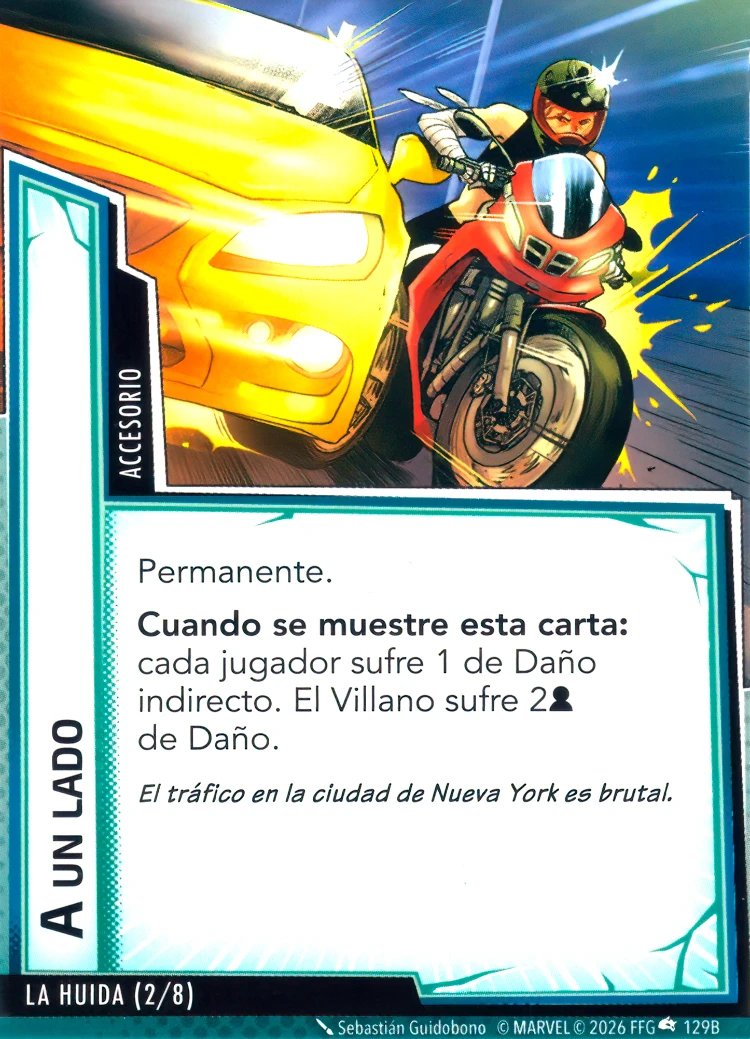 ACCESORIO
A UN LADO
Permanente.
Cuando se muestre esta carta:
cada jugador sufre 1 de Daño
indirecto. El Villano sufre 2
de Daño.
El tráfico en la ciudad de Nueva York es brutal.
LA HUIDA (2/8)
Sebastián Guidobono © MARVEL © 2026 FFG 129B